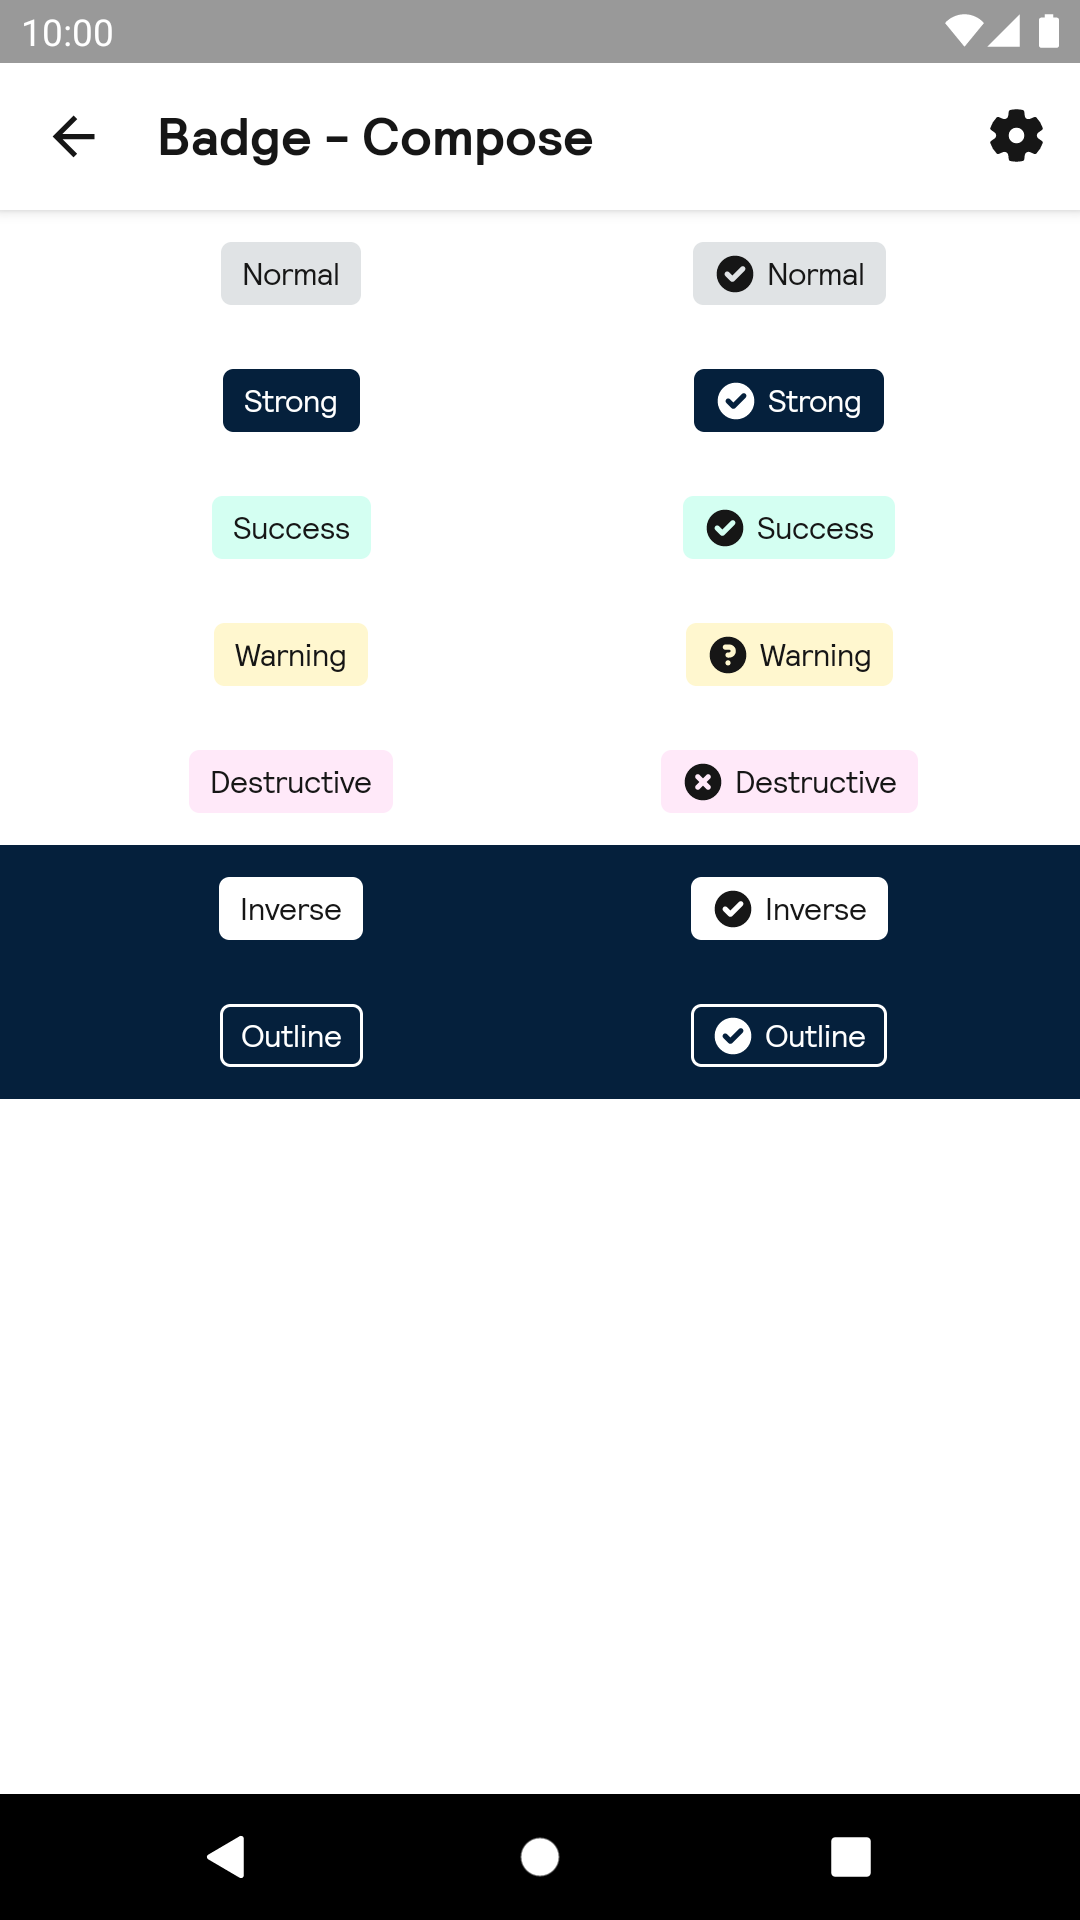 10:00
Badge - Compose
Normal Normal
Strong Strong
Success Success
Warning Warning
Destructive Destructive
Inverse Inverse
Outline Outline